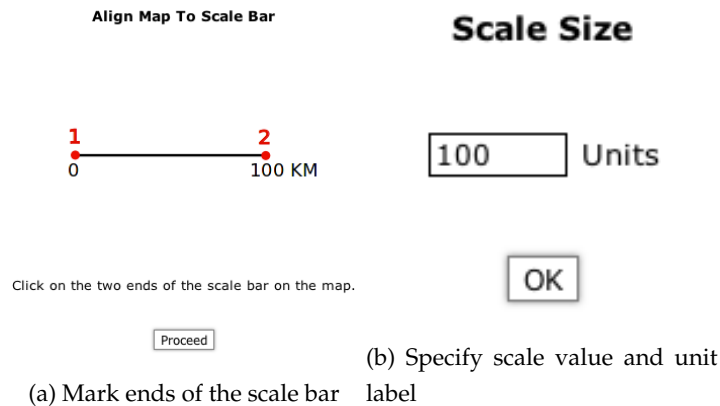 Align Map To Scale Bar
1 2
0 100 KM
Click on the two ends of the scale bar on the map.
Proceed
(a) Mark ends of the scale bar
Scale Size
100 Units
OK
(b) Specify scale value and unit
label